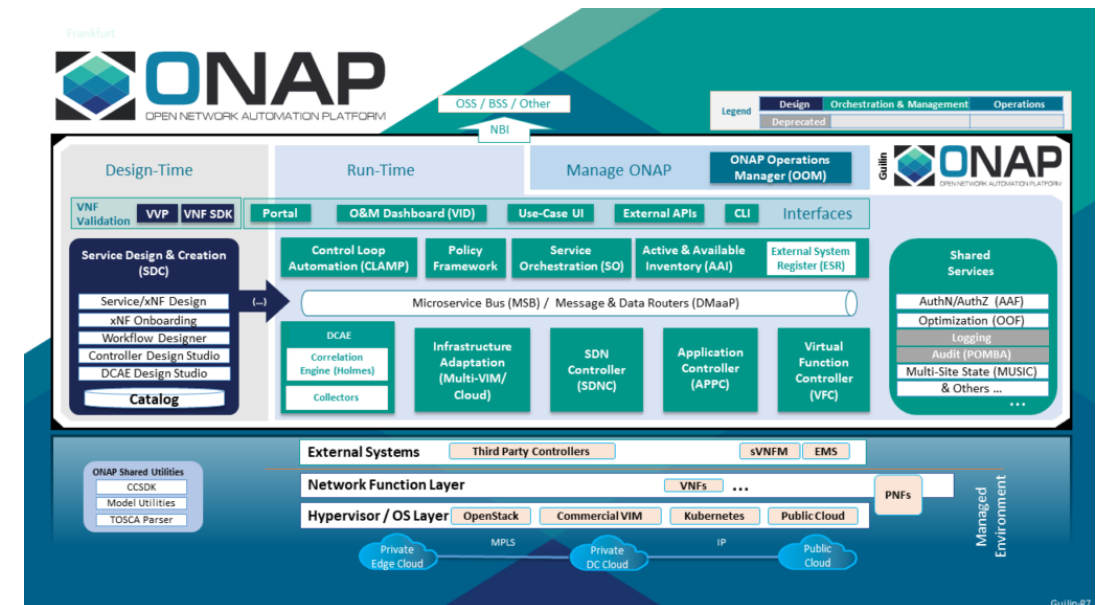 Frankfurt
ONAP
OPEN NETWORK AUTOMATION PLATFORM
OSS / BSS / Other
NBI
Legend
Design
Orchestration & Management
Operations
Deprecated
Design-Time
Run-Time
Manage ONAP
ONAP Operations
Manager (OOM)
Guilin
ONAP
OPEN NETWORK AUTOMATION PLATFORM
VNF
Validation
VVP
VNF SDK
Portal
O&M Dashboard (VID)
Use-Case UI
External APIs
CLI
Interfaces
Service Design & Creation
(SDC)
Service/xNF Design
xNF Onboarding
Workflow Designer
Controller Design Studio
DCAE Design Studio
Catalog
(...)
Control Loop
Automation (CLAMP)
Policy
Framework
Service
Orchestration (SO)
Active & Available
Inventory (AAI)
External System
Register (ESR)
Microservice Bus (MSB) / Message & Data Routers (DMaaP)
DCAE
Correlation
Engine (Holmes)
Collectors
Infrastructure
Adaptation
(Multi-VIM/
Cloud)
SDN
Controller
(SDNC)
Application
Controller
(APPC)
Virtual
Function
Controller
(VFC)
Shared
Services
AuthN/AuthZ (AAF)
Optimization (OOF)
Logging
Audit (POMBA)
Multi-Site State (MUSIC)
& Others ...
...
ONAP Shared Utilities
CCSDK
Model Utilities
TOSCA Parser
External Systems
Third Party Controllers
sVNFM
EMS
Network Function Layer
VNFs
...
PNFs
Hypervisor / OS Layer
OpenStack
Commercial VIM
Kubernetes
Public Cloud
Managed
Environment
Private
Edge Cloud
MPLS
Private
DC Cloud
IP
Public
Cloud
Guilin-R7